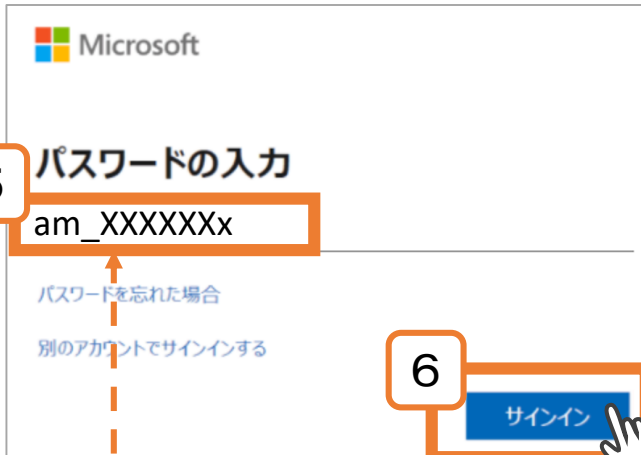 Microsoft
パスワードの入力
am_XXXXXXx
パスワードを忘れた場合
別のアカウントでサインインする
6
サインイン